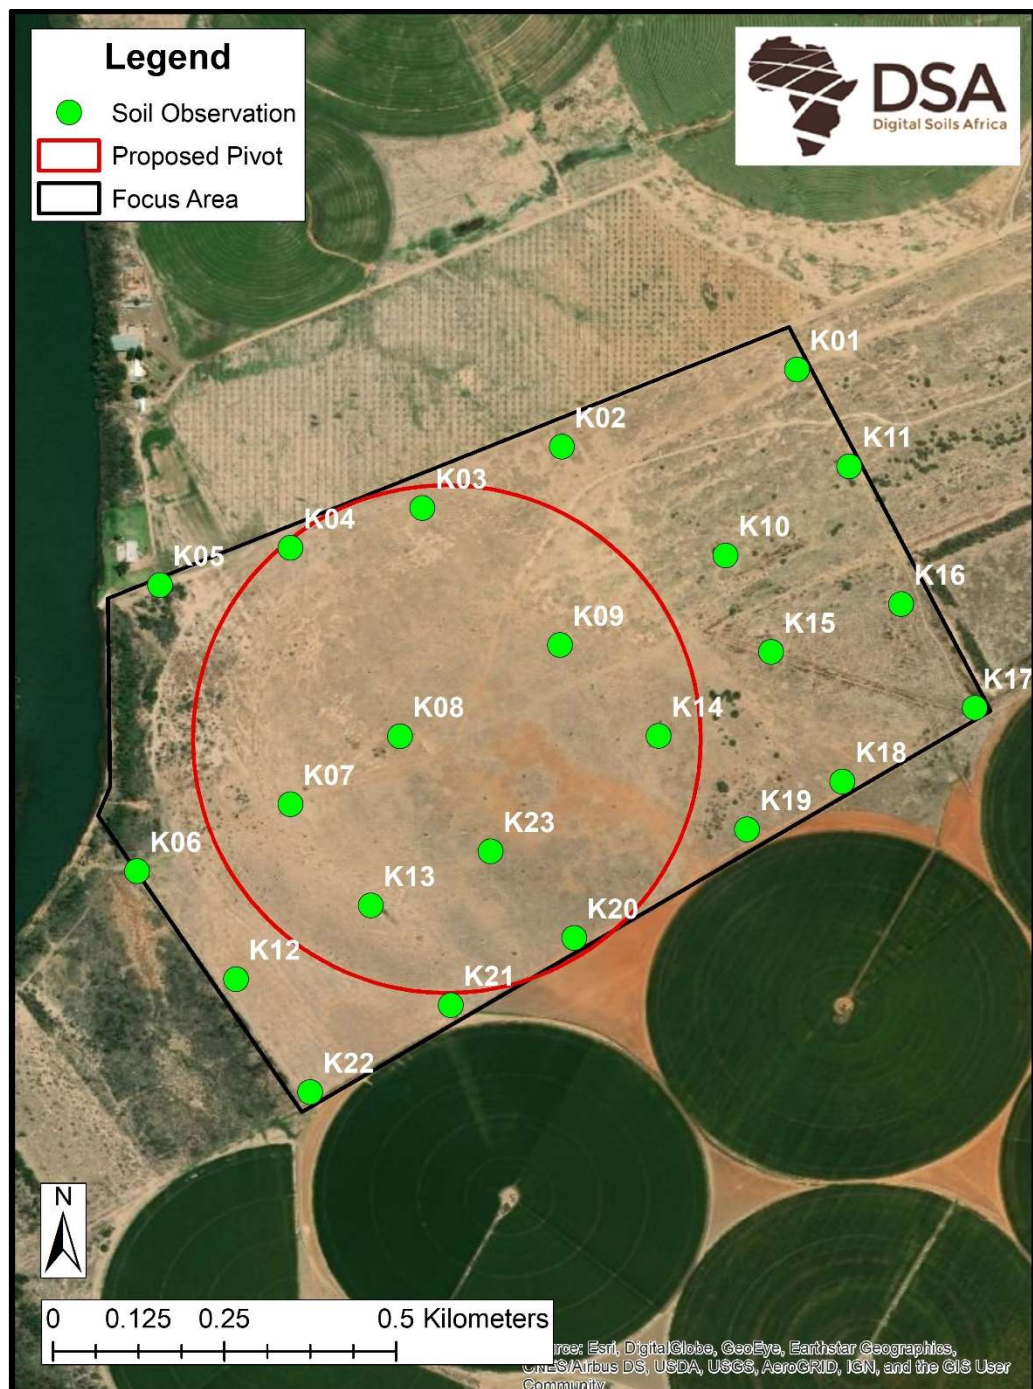 Legend
Soil Observation
Proposed Pivot
Focus Area
DSA
Digital Soils Africa
K01
K02
K11
K03
K04
K10
K05
K16
K09
K15
K17
K08
K14
K18
K07
K19
K23
K06
K13
K20
K12
K21
K22
N
0 0.125 0.25 0.5 Kilometers
Esri, DigitalGlobe, GeoEye, Earthstar Geographics,
CNES/Airbus DS, USDA, USGS, AeroGRID, IGN, and the GIS User
Community